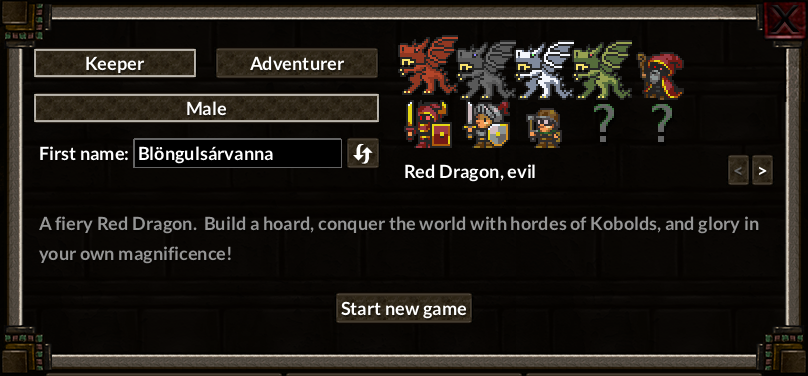 Keeper
Adventurer
Male
First name: Blöngulsárvanna
? ?
Red Dragon, evil
< >
A fiery Red Dragon. Build a hoard, conquer the world with hordes of Kobolds, and glory in
your own magnificence!
Start new game